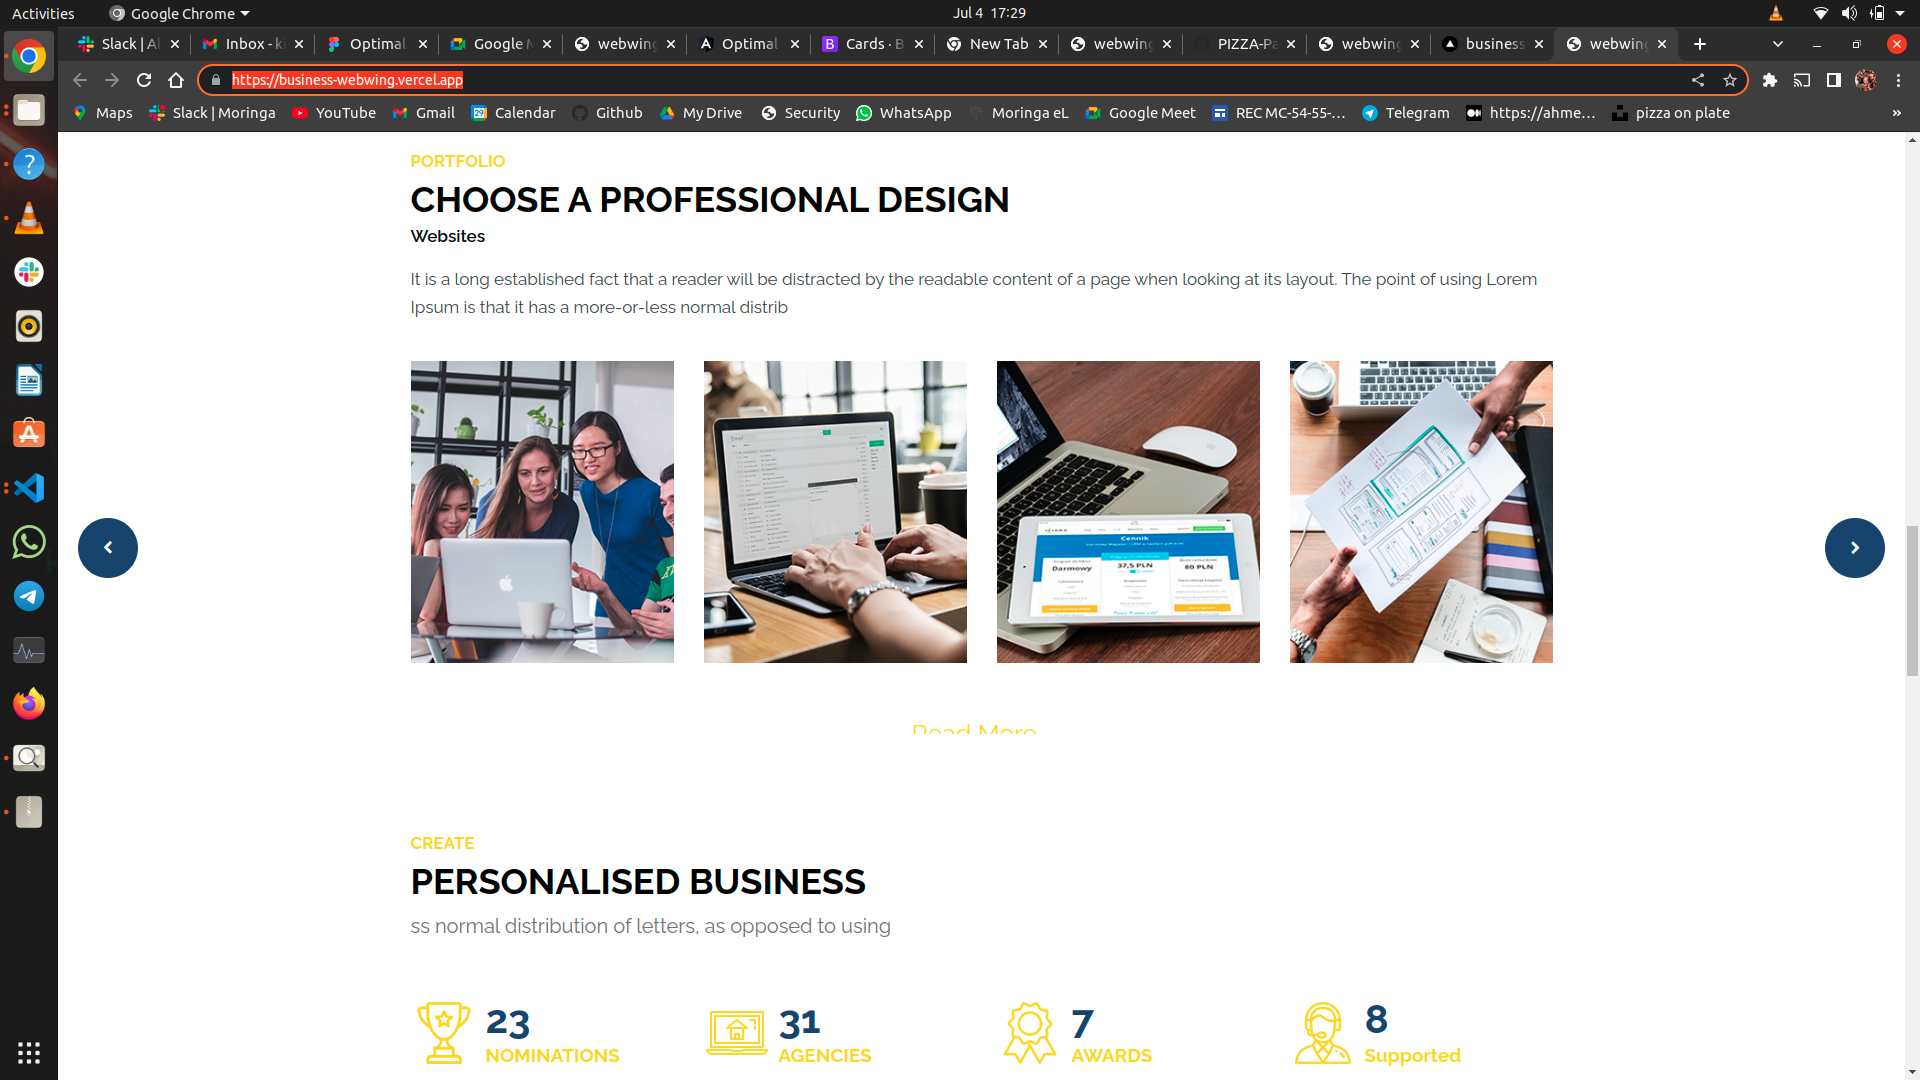 Activities
Google Chrome
Jul 4 17:29
Slack | Al
Inbox - ki
Optimal
Google M
webwing
Optimal
Cards · B
New Tab
webwing
PIZZA-Pa
webwing
business
webwing
https://business-webwing.vercel.app
Maps
Slack | Moringa
YouTube
Gmail
Calendar
Github
My Drive
Security
WhatsApp
Moringa eL
Google Meet
REC MC-54-55-...
Telegram
https://ahme...
pizza on plate
»
PORTFOLIO
CHOOSE A PROFESSIONAL DESIGN
Websites
It is a long established fact that a reader will be distracted by the readable content of a page when looking at its layout. The point of using Lorem
Ipsum is that it has a more-or-less normal distrib
Cennik
Darmowy
37,5 PLN
80 PLN
Read More
CREATE
PERSONALISED BUSINESS
ss normal distribution of letters, as opposed to using
23
NOMINATIONS
31
AGENCIES
7
AWARDS
8
Supported